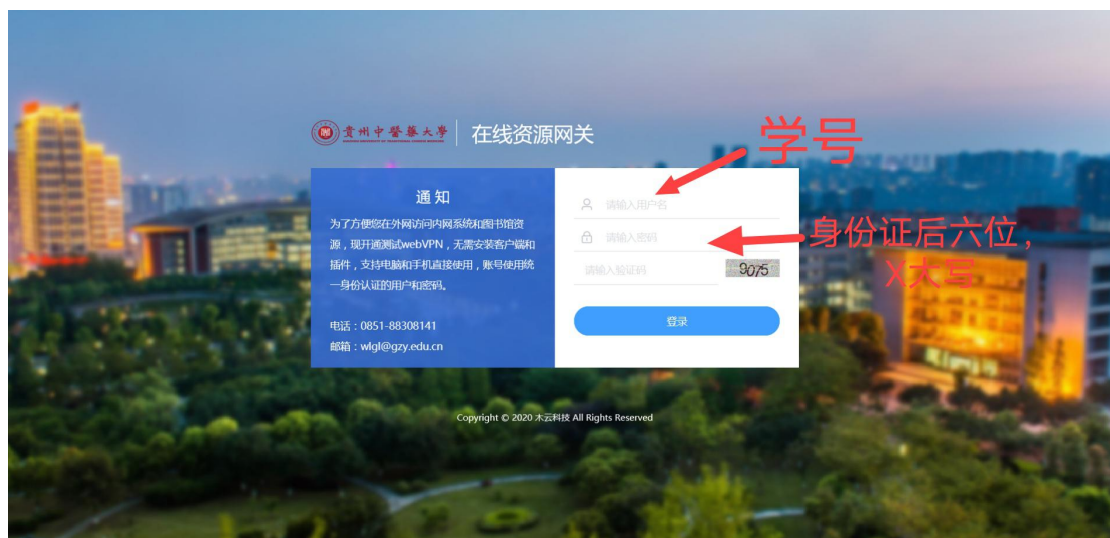 贵州中醫藥大學
在线资源网关
学号
通知
为了方便您在外网访问内网系统和图书馆资
源，现开通测试webVPN，无需安装客户端和
插件，支持电脑和手机直接使用，账号使用统
一身份认证的用户和密码。
电话：0851-88308141
邮箱：wlgl@gzy.edu.cn
请输入用户名
请输入密码
身份证后六位，
X大写
请输入验证码
9075
登录
Copyright © 2020 木云科技 All Rights Reserved